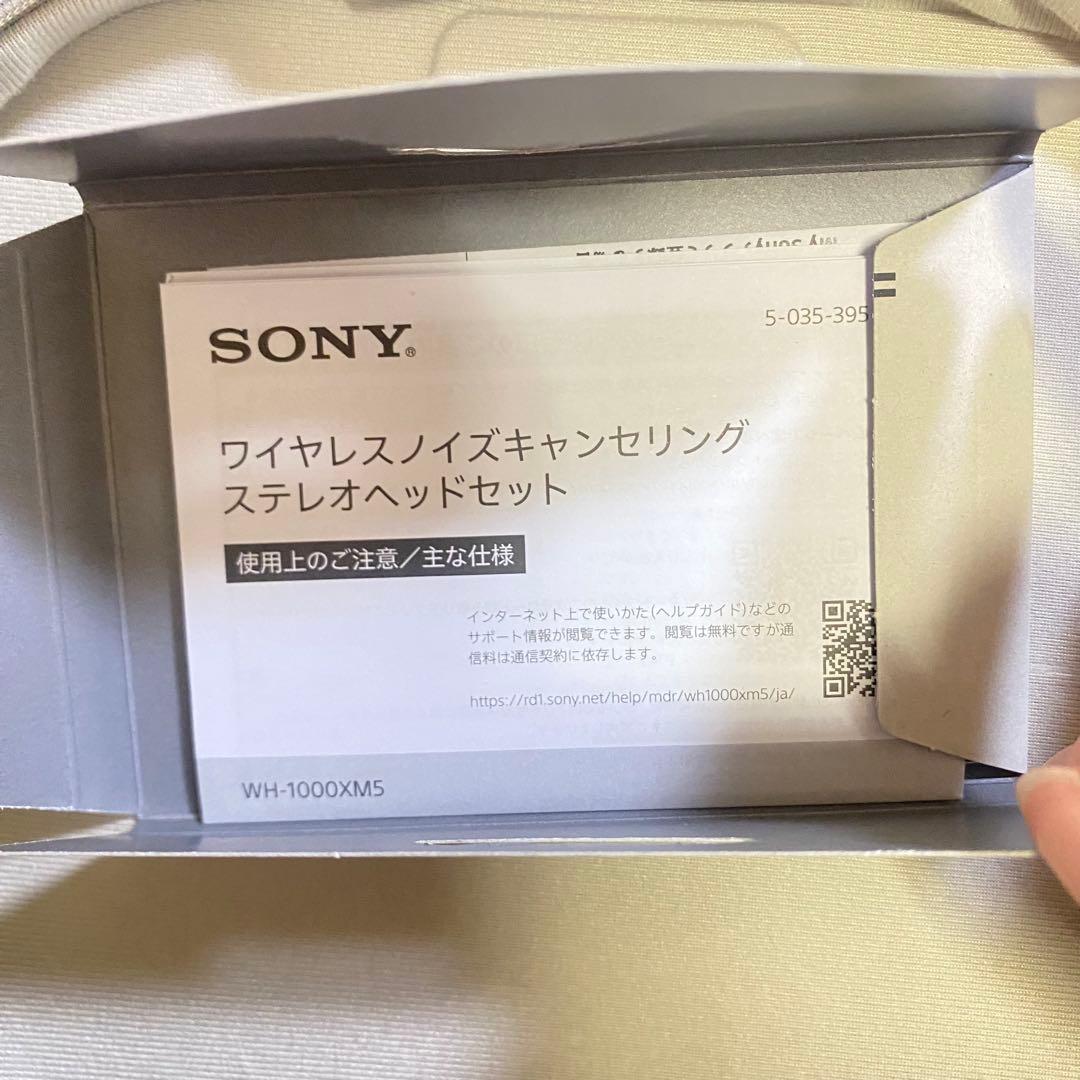 SONY®
5-035-395
ワイヤレスノイズキャンセリング
ステレオヘッドセット
使用上のご注意／主な仕様
インターネット上で使いかた（ヘルプガイド）などの
サポート情報が閲覧できます。閲覧は無料ですが通
信料は通信契約に依存します。
https://rd1.sony.net/help/mdr/wh1000xm5/ja/
WH-1000XM5